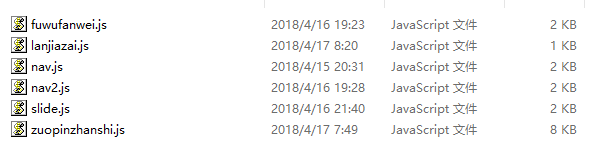 fuwufanwei.js 2018/4/16 19:23 JavaScript 文件 2 KB
lanjiazai.js 2018/4/17 8:20 JavaScript 文件 1 KB
nav.js 2018/4/15 20:31 JavaScript 文件 2 KB
nav2.js 2018/4/16 19:28 JavaScript 文件 2 KB
slide.js 2018/4/16 21:40 JavaScript 文件 2 KB
zuopinzhanshi.js 2018/4/17 7:49 JavaScript 文件 8 KB